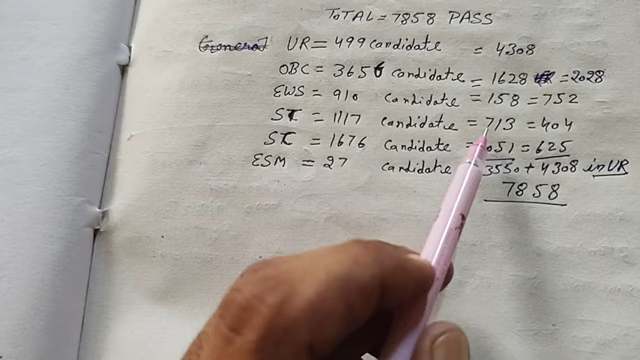 TOTAL = 7858 PASS
UR = 499 candidate = 4308
OBC = 3656 candidate = 1628 = 2028
EWS = 910 candidate = 158 = 752
ST = 1117 candidate = 713 = 404
SC = 1676 candidate = 1051 = 625
ESM = 27 candidate = 3550 + 4308 in UR
7858